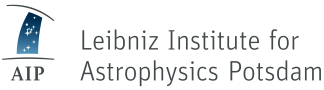 AIP
Leibniz Institute for
Astrophysics Potsdam